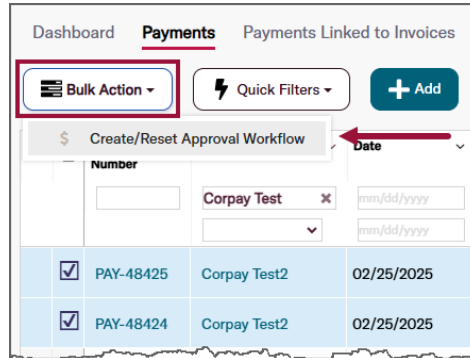 Dashboard Payments Payments Linked to Invoices
Bulk Action Quick Filters + Add
$ Create/Reset Approval Workflow
Number Date
Corpay Test × mm/dd/yyyy
mm/dd/yyyy
PAY-48425 Corpay Test2 02/25/2025
PAY-48424 Corpay Test2 02/25/2025